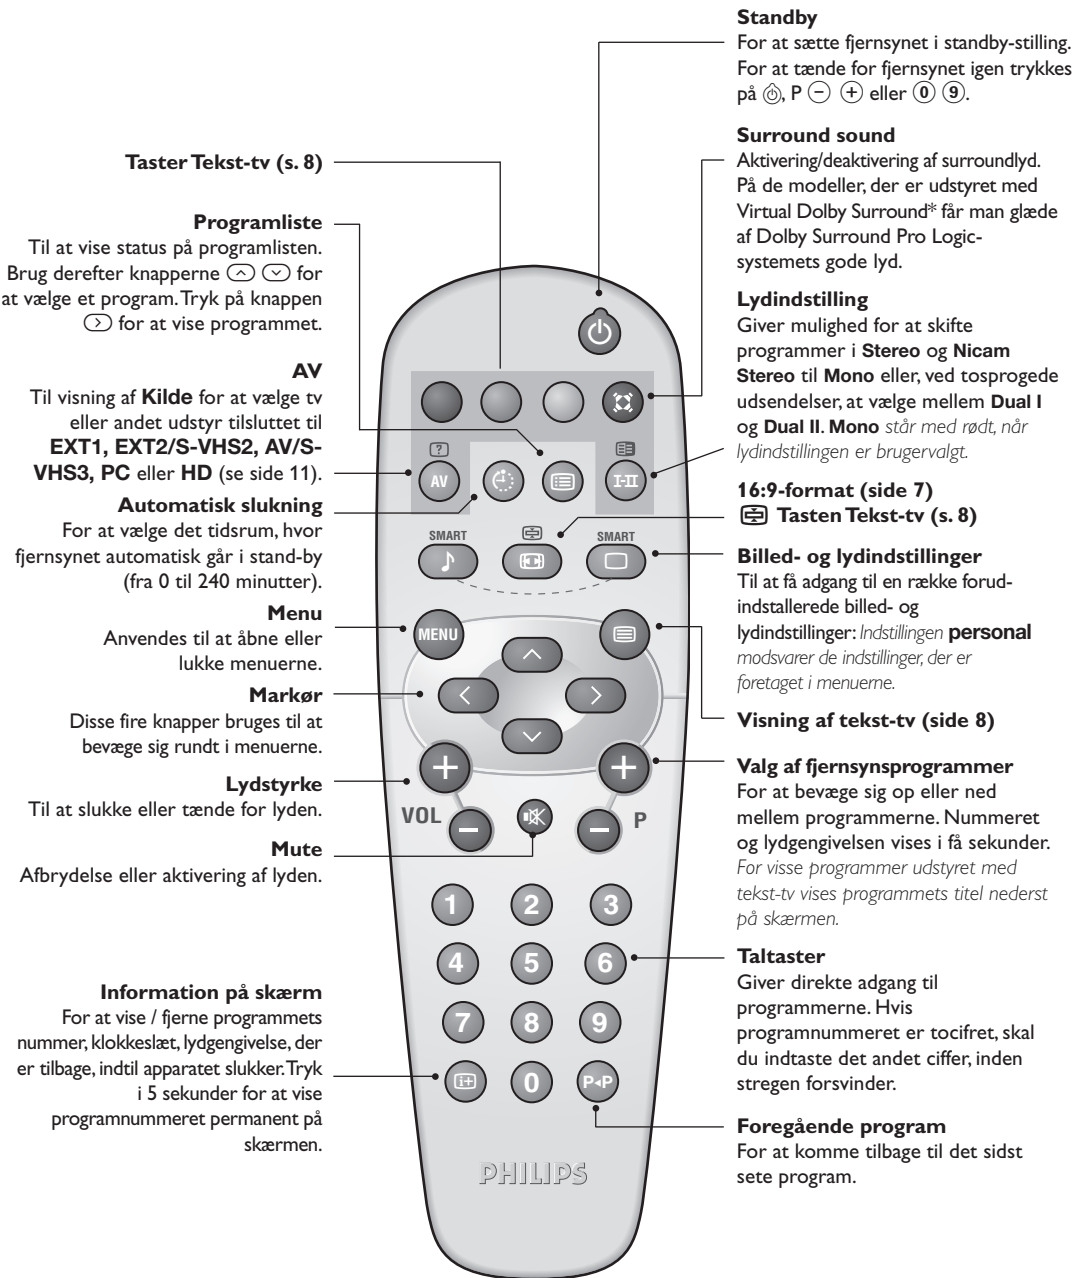 Taster Tekst-tv (s. 8)
Programliste
Til at vise status på programlisten.
Brug derefter knapperne for
at vælge et program. Tryk på knappen
for at vise programmet.
AV
Til visning af Kilde for at vælge tv
eller andet udstyr tilsluttet til
EXT1, EXT2/S-VHS2, AV/S-
VHS3, PC eller HD (se side 11).
Automatisk slukning
For at vælge det tidsrum, hvor
fjernsynet automatisk går i stand-by
(fra 0 til 240 minutter).
Menu
Anvendes til at åbne eller
lukke menuerne.
Markør
Disse fire knapper bruges til at
bevæge sig rundt i menuerne.
Lydstyrke
Til at slukke eller tænde for lyden.
Mute
Afbrydelse eller aktivering af lyden.
Information på skærm
For at vise / fjerne programmets
nummer, klokkeslæt, lydgengivelse, der
er tilbage, indtil apparatet slukker. Tryk
i 5 sekunder for at vise
programnummeret permanent på
skærmen.
?
AV
I-II
SMART
SMART
MENU
VOL
P
1 2 3
4 5 6
7 8 9
i+ 0 P◂P
PHILIPS
Standby
For at sætte fjernsynet i standby-stilling.
For at tænde for fjernsynet igen trykkes
på , P − + eller 0 9.
Surround sound
Aktivering/deaktivering af surroundlyd.
På de modeller, der er udstyret med
Virtual Dolby Surround* får man glæde
af Dolby Surround Pro Logic-
systemets gode lyd.
Lydindstilling
Giver mulighed for at skifte
programmer i Stereo og Nicam
Stereo til Mono eller, ved tosprogede
udsendelser, at vælge mellem Dual I
og Dual II. Mono står med rødt, når
lydindstillingen er brugervalgt.
16:9-format (side 7)
Tasten Tekst-tv (s. 8)
Billed- og lydindstillinger
Til at få adgang til en række forud-
indstallerede billed- og
lydindstillinger: Indstillingen personal
modsvarer de indstillinger, der er
foretaget i menuerne.
Visning af tekst-tv (side 8)
Valg af fjernsynsprogrammer
For at bevæge sig op eller ned
mellem programmerne. Nummeret
og lydgengivelsen vises i få sekunder.
For visse programmer udstyret med
tekst-tv vises programmets titel nederst
på skærmen.
Taltaster
Giver direkte adgang til
programmerne. Hvis
programnummeret er tocifret, skal
du indtaste det andet ciffer, inden
stregen forsvinder.
Foregående program
For at komme tilbage til det sidst
sete program.